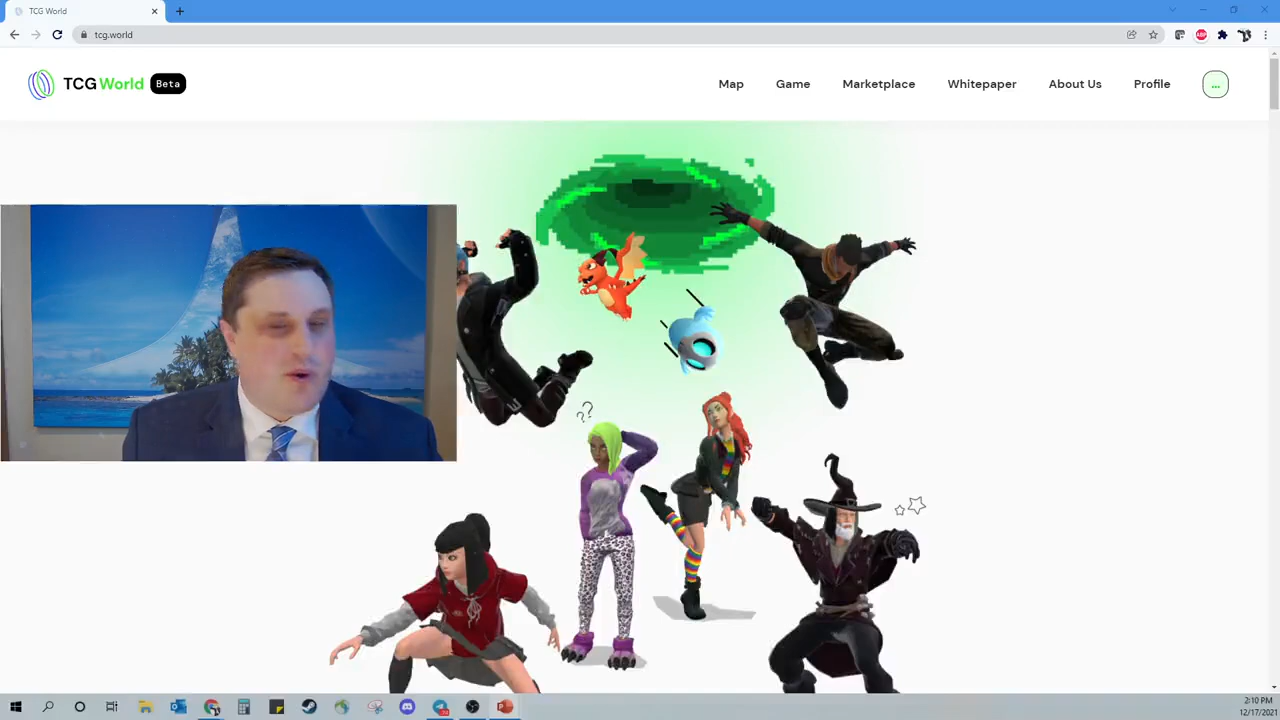 TCG World
tcg.world
ABP
TCG World Beta
Map
Game
Marketplace
Whitepaper
About Us
Profile
...
??
2:10 PM
12/17/2021